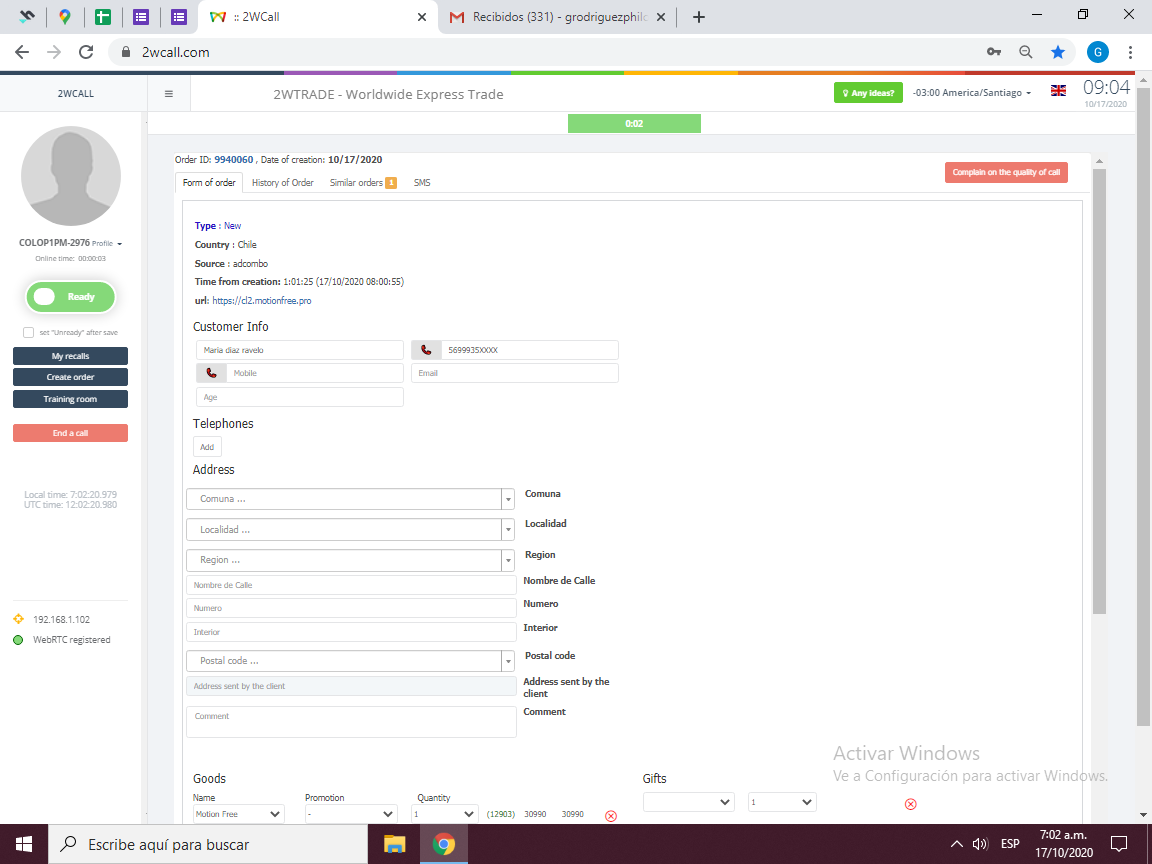 :: 2WCall
Recibidos (331) - grodriguezphilc
2wcall.com
G
2WCALL
2WTRADE - Worldwide Express Trade
Any ideas?
-03:00 America/Santiago
09:04
10/17/2020
0:02
Order ID: 9940060 , Date of creation: 10/17/2020
Complain on the quality of call
Form of order
History of Order
Similar orders 1
SMS
COLOP1PM-2976 Profile
Online time: 00:00:03
Ready
set "Unready" after save
My recalls
Create order
Training room
End a call
Local time: 7:02:20.979
UTC time: 12:02:20.980
192.168.1.102
WebRTC registered
Type : New
Country : Chile
Source : adcombo
Time from creation: 1:01:25 (17/10/2020 08:00:55)
url: https://cl2.motionfree.pro
Customer Info
Maria diaz ravelo
5699935XXXX
Mobile
Email
Age
Telephones
Add
Address
Comuna ...
Comuna
Localidad ...
Localidad
Region ...
Region
Nombre de Calle
Nombre de Calle
Numero
Numero
Interior
Interior
Postal code ...
Postal code
Address sent by the client
Address sent by the
client
Comment
Comment
Goods
Gifts
Name
Promotion
Quantity
Motion Free
-
1
(12903)
30990
30990
1
Activar Windows
Ve a Configuración para activar Windows.
Escribe aquí para buscar
ESP
7:02 a.m.
17/10/2020